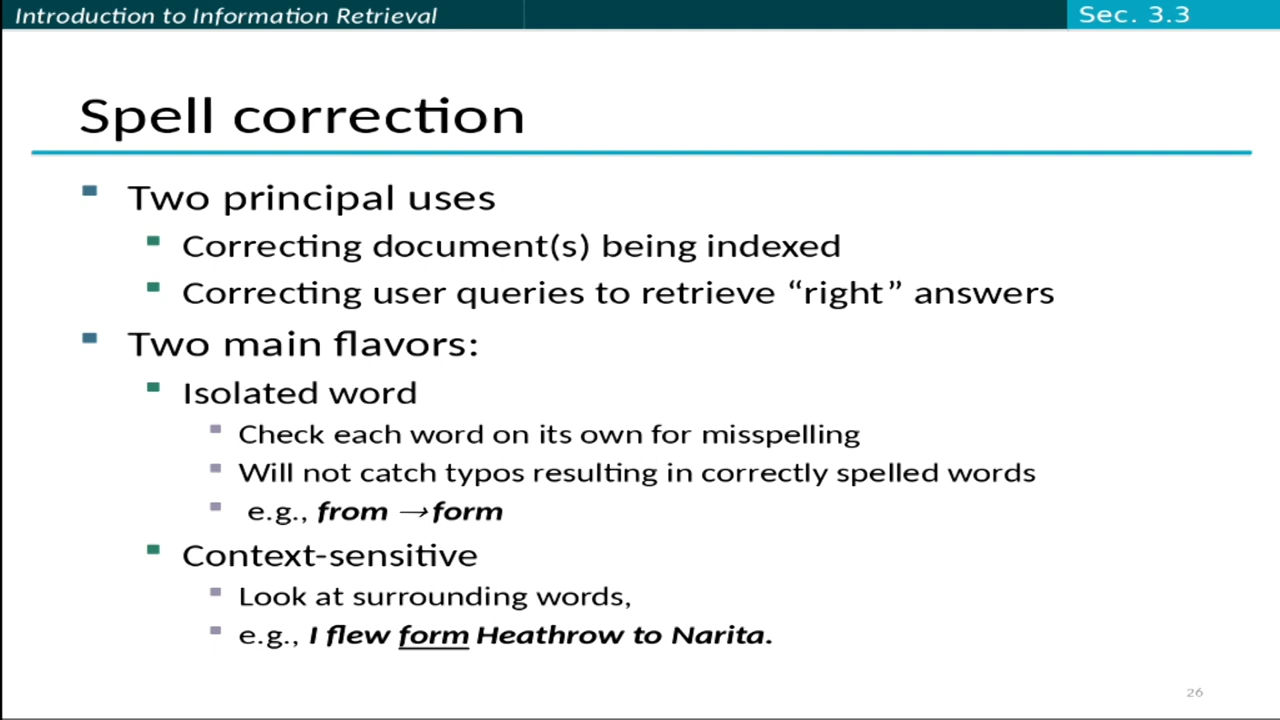 Introduction to Information Retrieval
Sec. 3.3
Spell correction
Two principal uses
Correcting document(s) being indexed
Correcting user queries to retrieve “right” answers
Two main flavors:
Isolated word
Check each word on its own for misspelling
Will not catch typos resulting in correctly spelled words
e.g., from →form
Context-sensitive
Look at surrounding words,
e.g., I flew form Heathrow to Narita.
26